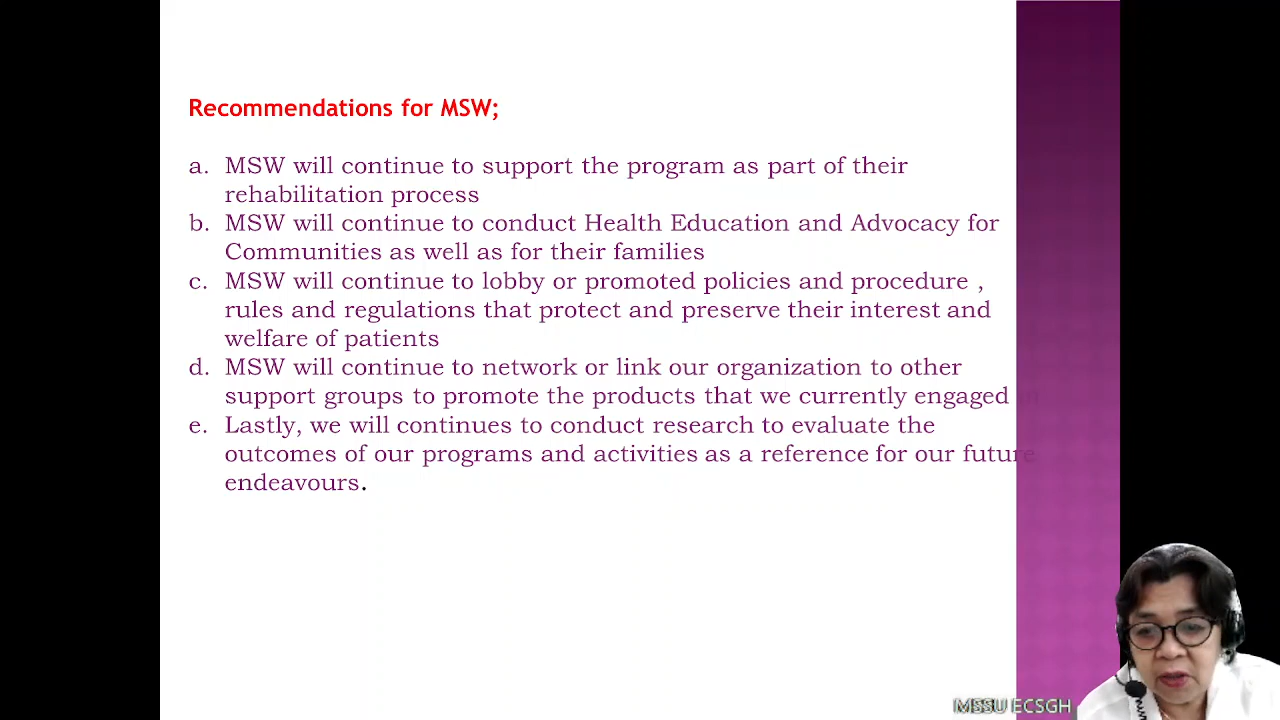 Recommendations for MSW;
a. MSW will continue to support the program as part of their
rehabilitation process
b. MSW will continue to conduct Health Education and Advocacy for
Communities as well as for their families
c. MSW will continue to lobby or promoted policies and procedure ,
rules and regulations that protect and preserve their interest and
welfare of patients
d. MSW will continue to network or link our organization to other
support groups to promote the products that we currently engaged in
e. Lastly, we will continues to conduct research to evaluate the
outcomes of our programs and activities as a reference for our future
endeavours.
MSSU ECSGH